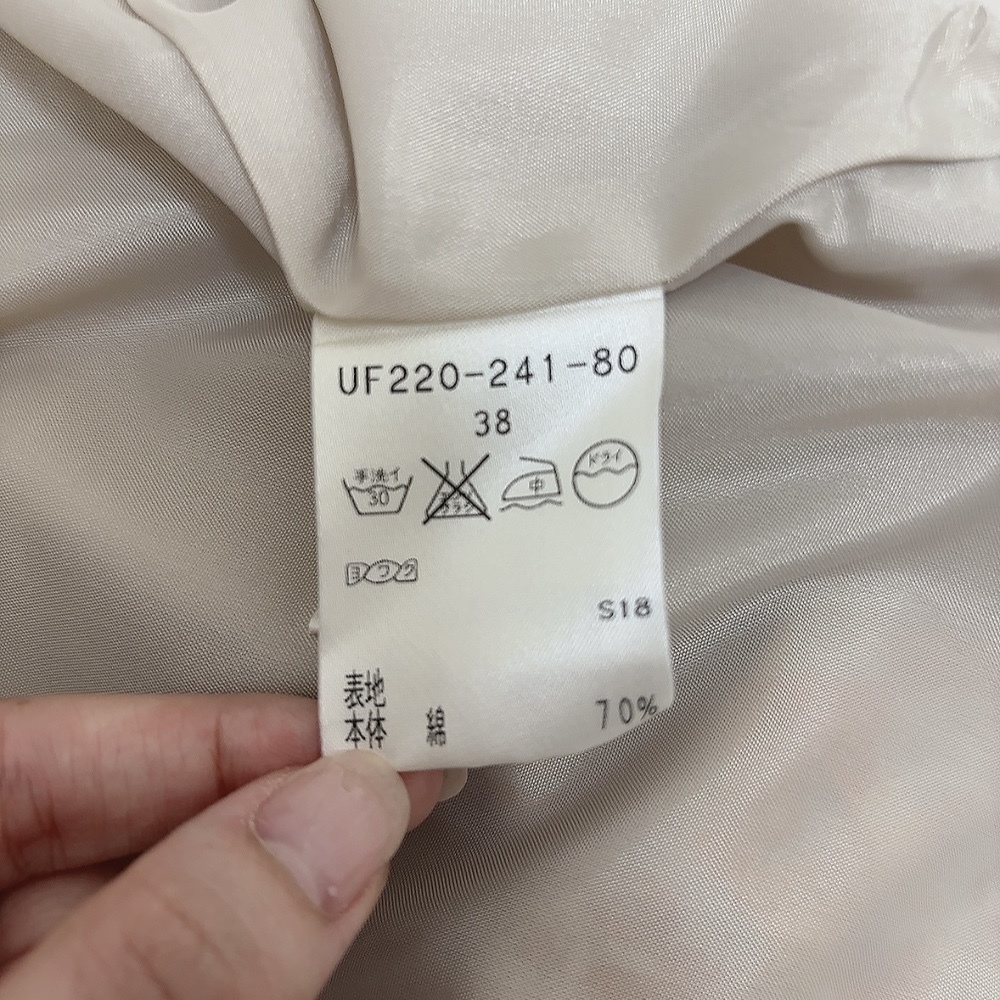 UF220-241-80
38
手洗イ 30 エンソサラシ 中 ドライ
ヨワク
S18
表地
本体 綿 70%